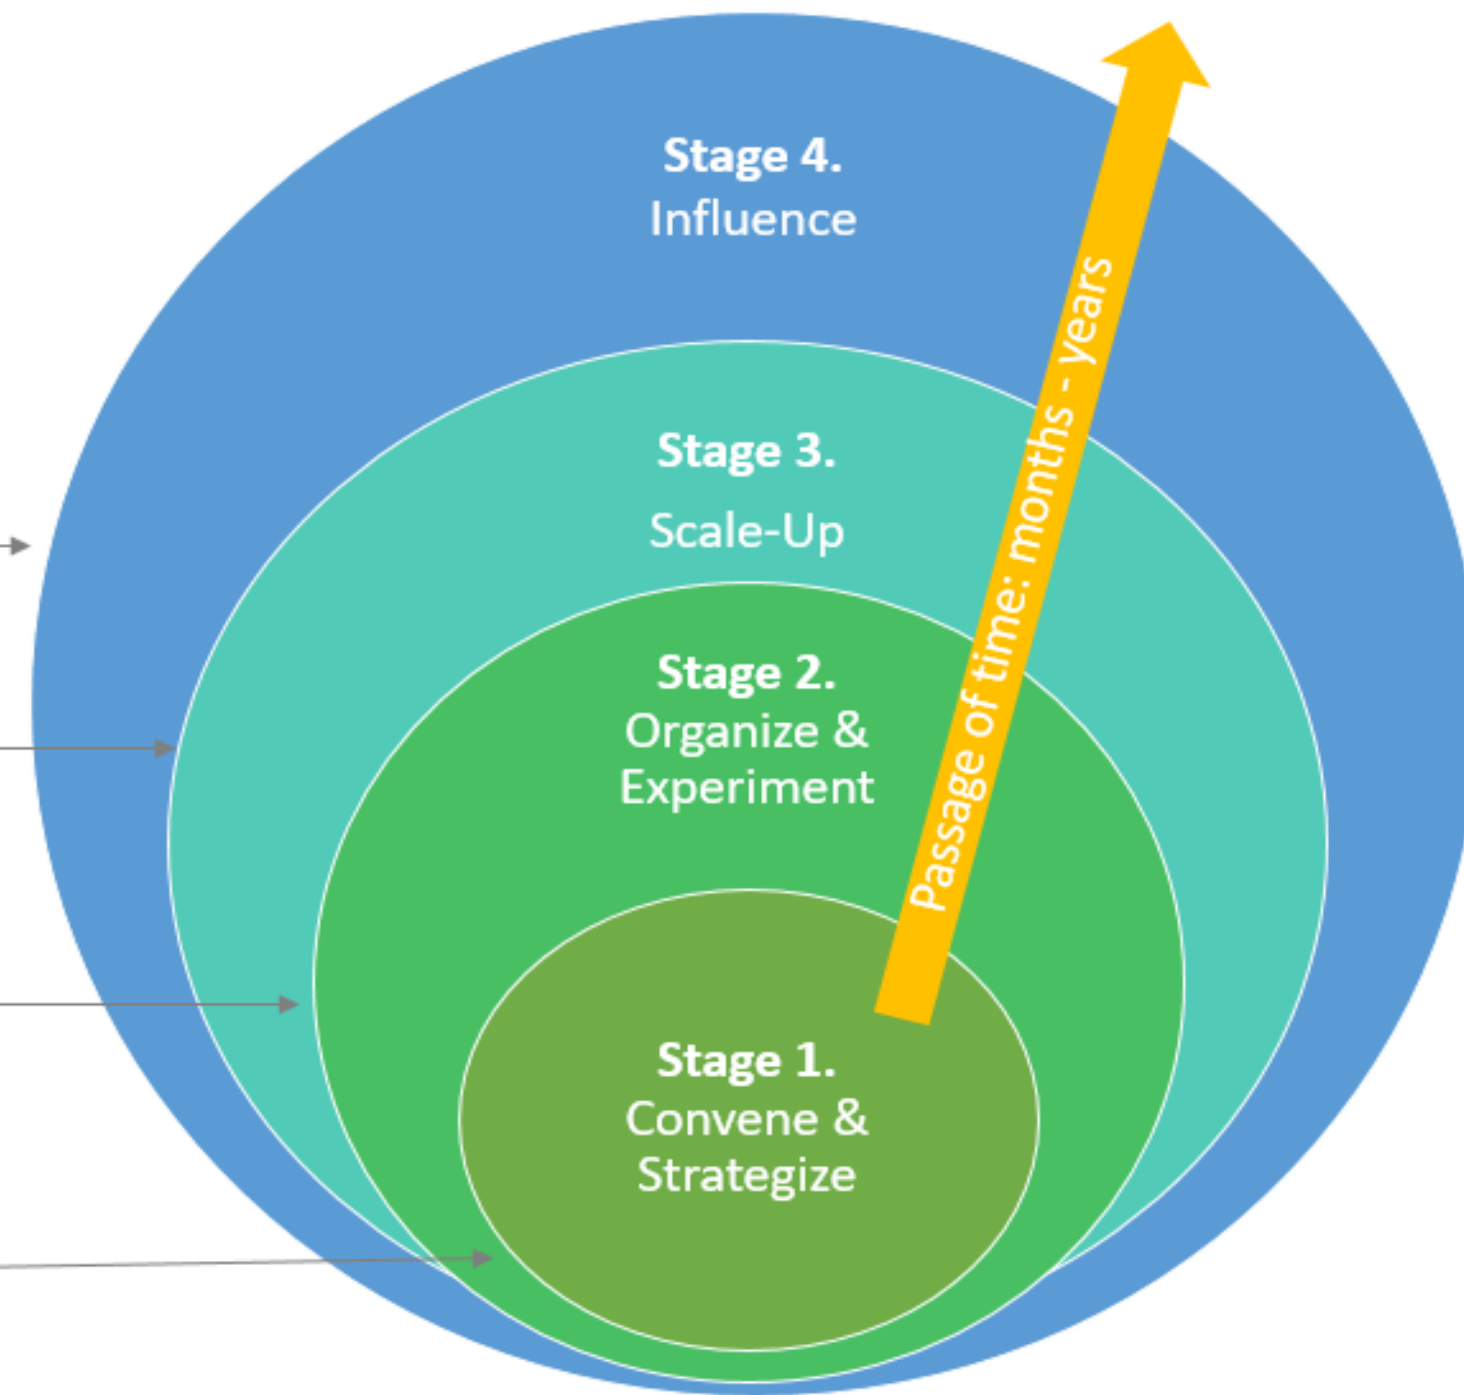 Stage 4.
Influence
Stage 3.
Scale-Up
Stage 2.
Organize &
Experiment
Stage 1.
Convene &
Strategize
Passage of time: months - years